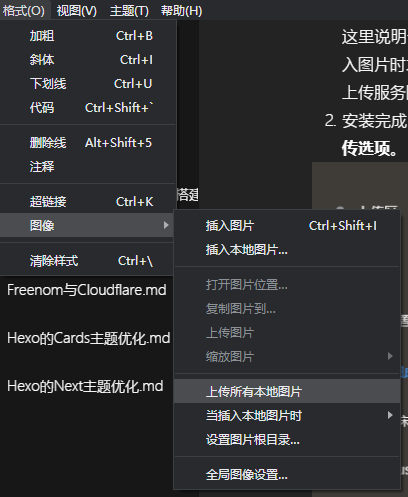 格式(O) 视图(V) 主题(T) 帮助(H)
加粗 Ctrl+B
斜体 Ctrl+I
下划线 Ctrl+U
代码 Ctrl+Shift+`
删除线 Alt+Shift+5
注释
超链接 Ctrl+K
图像
清除样式 Ctrl+\
插入图片 Ctrl+Shift+I
插入本地图片...
打开图片位置...
复制图片到...
上传图片
缩放图片
上传所有本地图片
当插入本地图片时
设置图片根目录...
全局图像设置...
搭建
Freenom与Cloudflare.md
Hexo的Cards主题优化.md
Hexo的Next主题优化.md
这里说明
入图片时
上传服务
2. 安装完成
传选项。